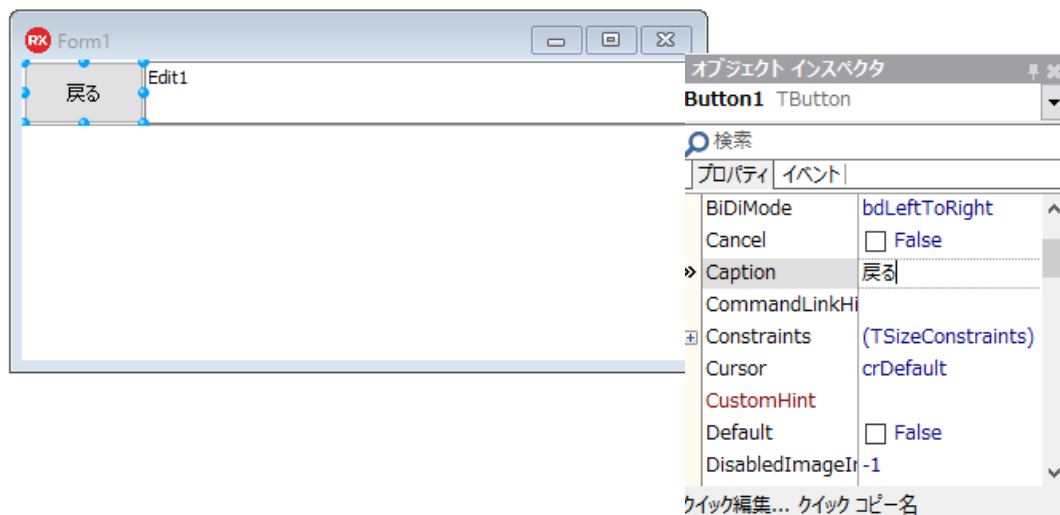 RX Form1
戻る
Edit1
オブジェクト インスペクタ
Button1 TButton
検索
プロパティ イベント
BiDiMode bdLeftToRight
Cancel False
Caption 戻る
CommandLinkHi
Constraints (TSizeConstraints)
Cursor crDefault
CustomHint
Default False
DisabledImageIr -1
クイック編集... クイック コピー名